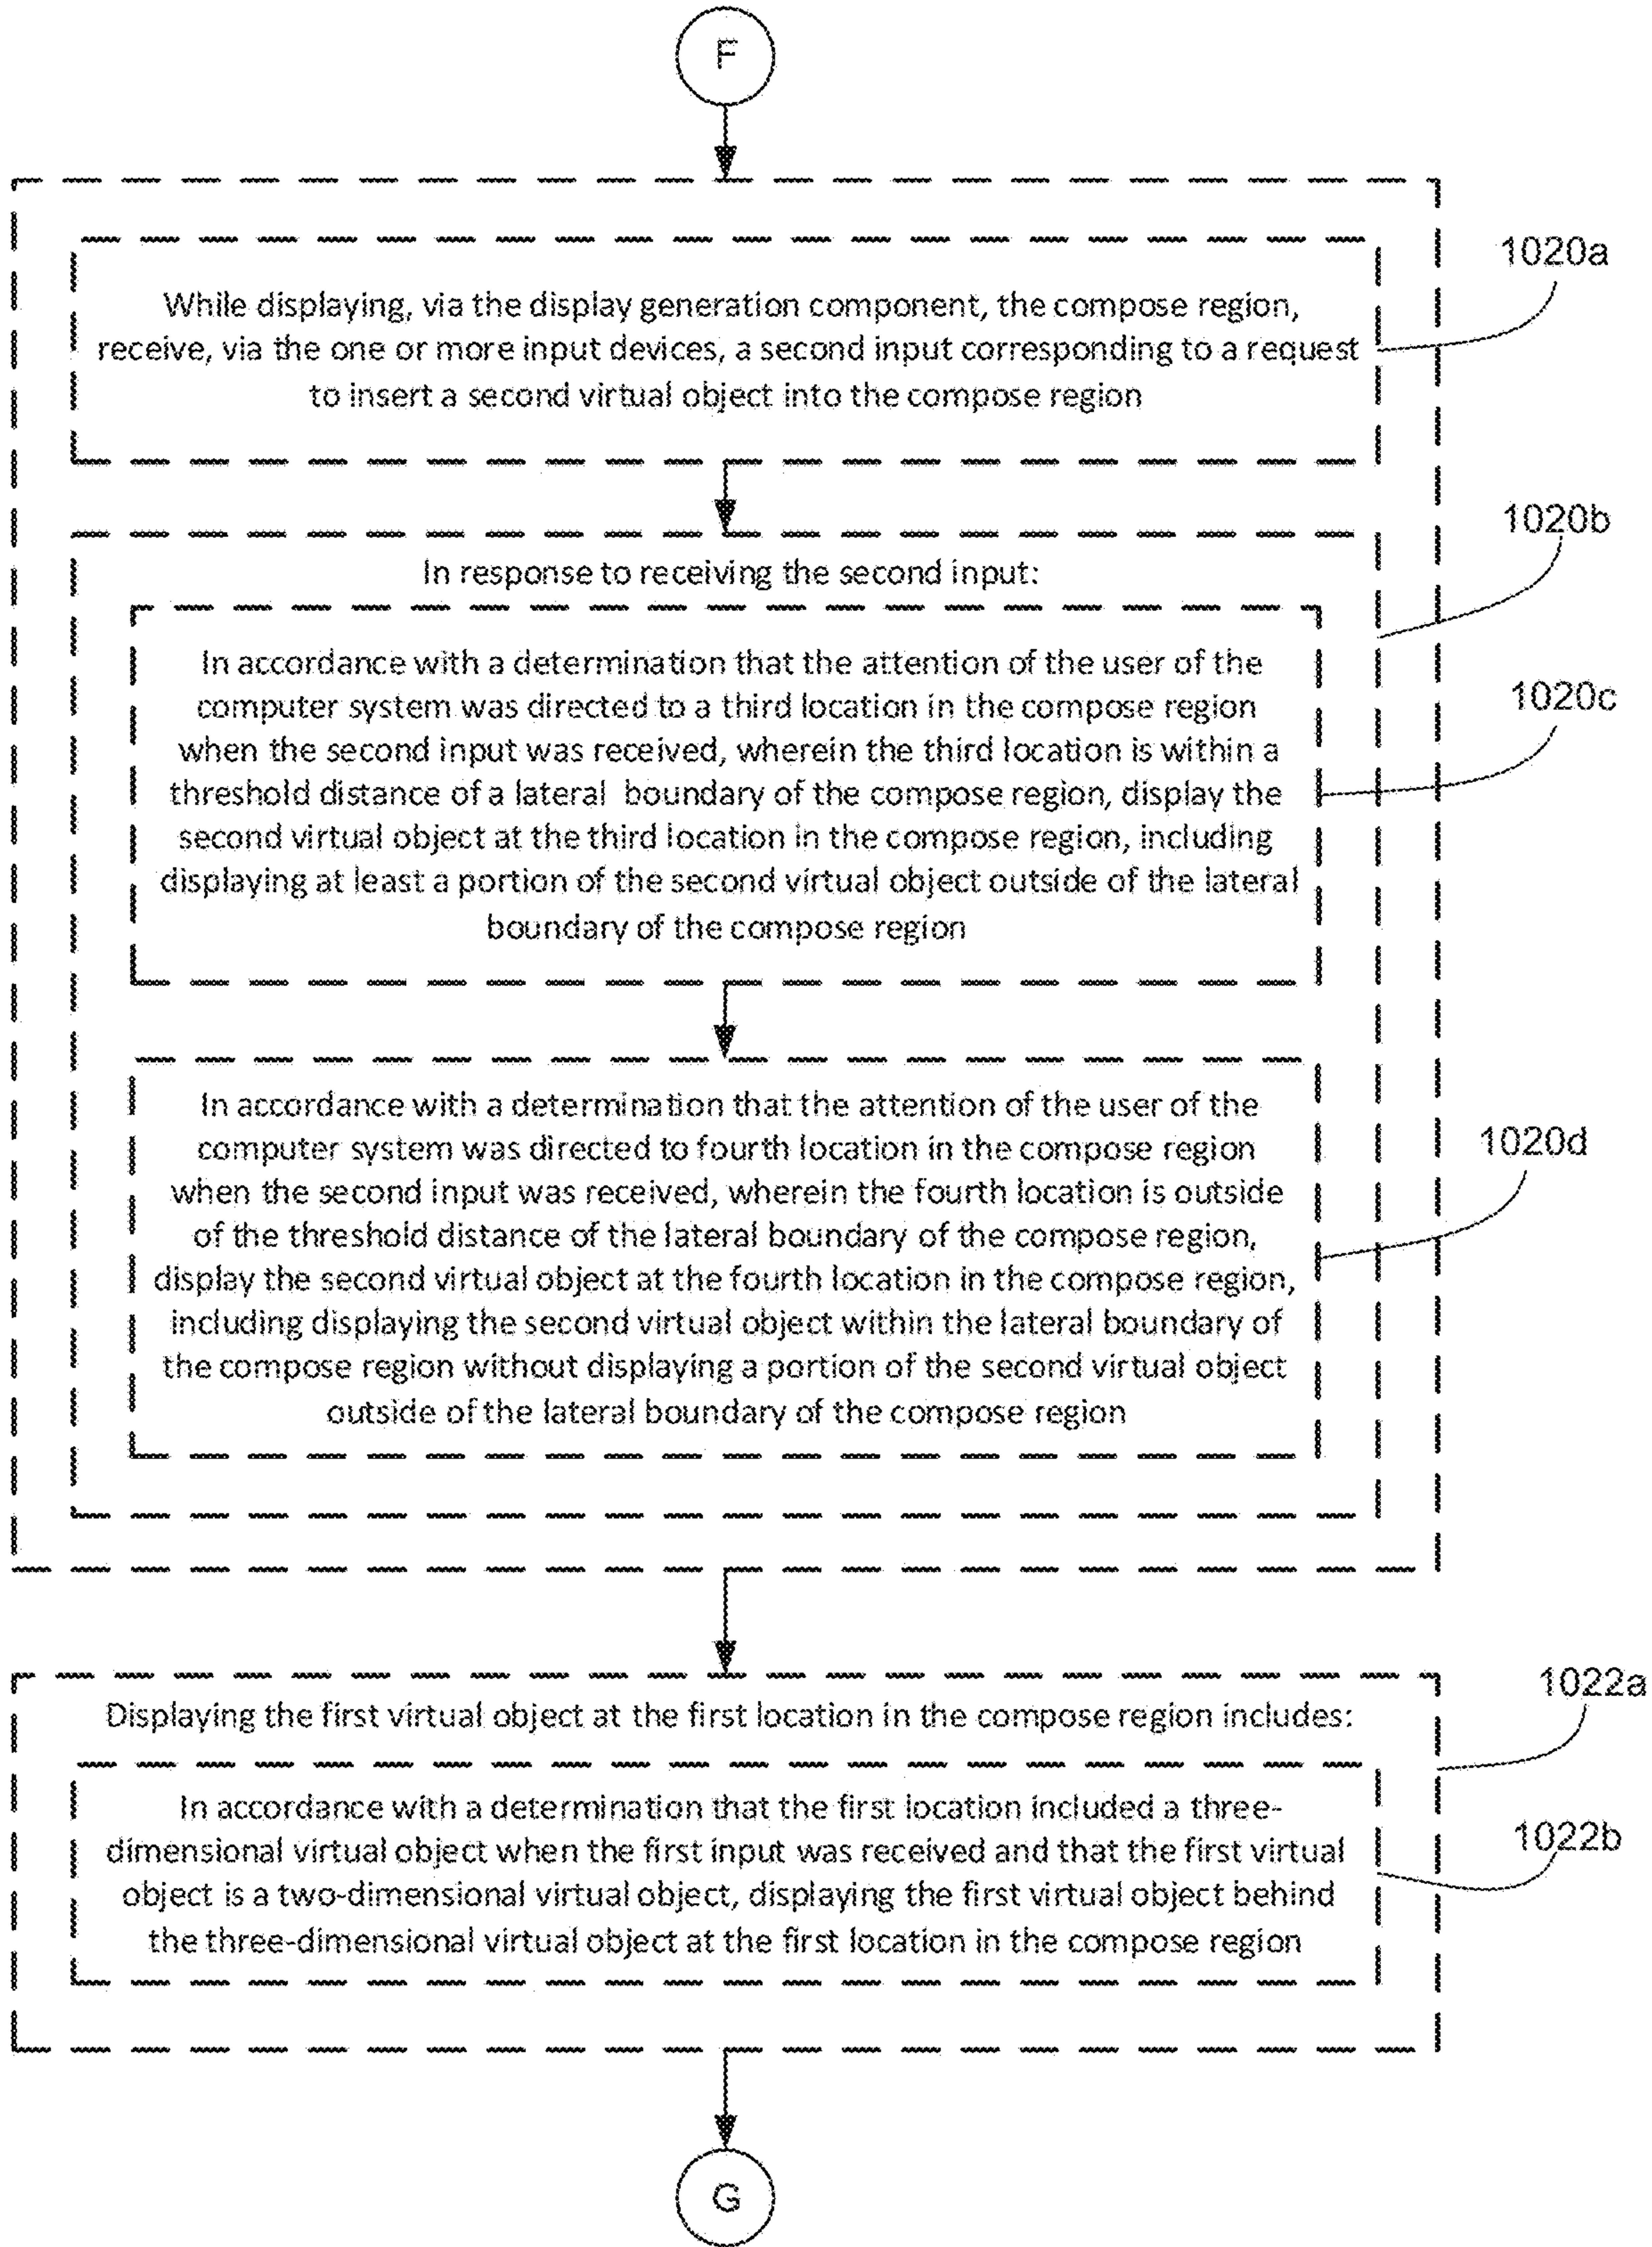 F
1020a
While displaying, via the display generation component, the compose region,
receive, via the one or more input devices, a second input corresponding to a request
to insert a second virtual object into the compose region
1020b
In response to receiving the second input:
1020c
In accordance with a determination that the attention of the user of the
computer system was directed to a third location in the compose region
when the second input was received, wherein the third location is within a
threshold distance of a lateral boundary of the compose region, display the
second virtual object at the third location in the compose region, including
displaying at least a portion of the second virtual object outside of the lateral
boundary of the compose region
1020d
In accordance with a determination that the attention of the user of the
computer system was directed to fourth location in the compose region
when the second input was received, wherein the fourth location is outside
of the threshold distance of the lateral boundary of the compose region,
display the second virtual object at the fourth location in the compose region,
including displaying the second virtual object within the lateral boundary of
the compose region without displaying a portion of the second virtual object
outside of the lateral boundary of the compose region
1022a
Displaying the first virtual object at the first location in the compose region includes:
1022b
In accordance with a determination that the first location included a three-
dimensional virtual object when the first input was received and that the first virtual
object is a two-dimensional virtual object, displaying the first virtual object behind
the three-dimensional virtual object at the first location in the compose region
G